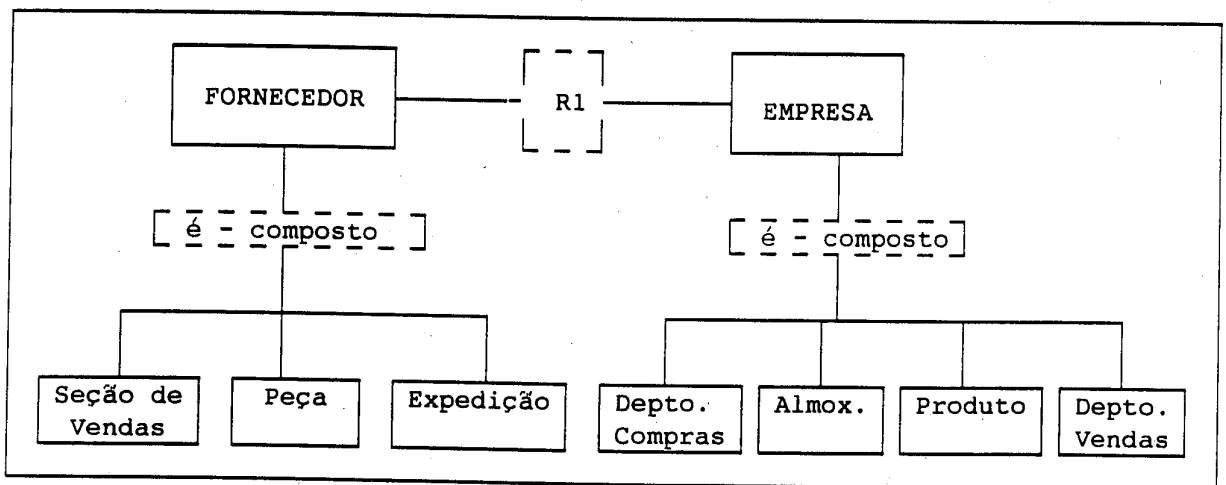 FORNECEDOR
R1
EMPRESA
é - composto
é - composto
Seção de
Vendas
Peça
Expedição
Depto.
Compras
Almox.
Produto
Depto.
Vendas